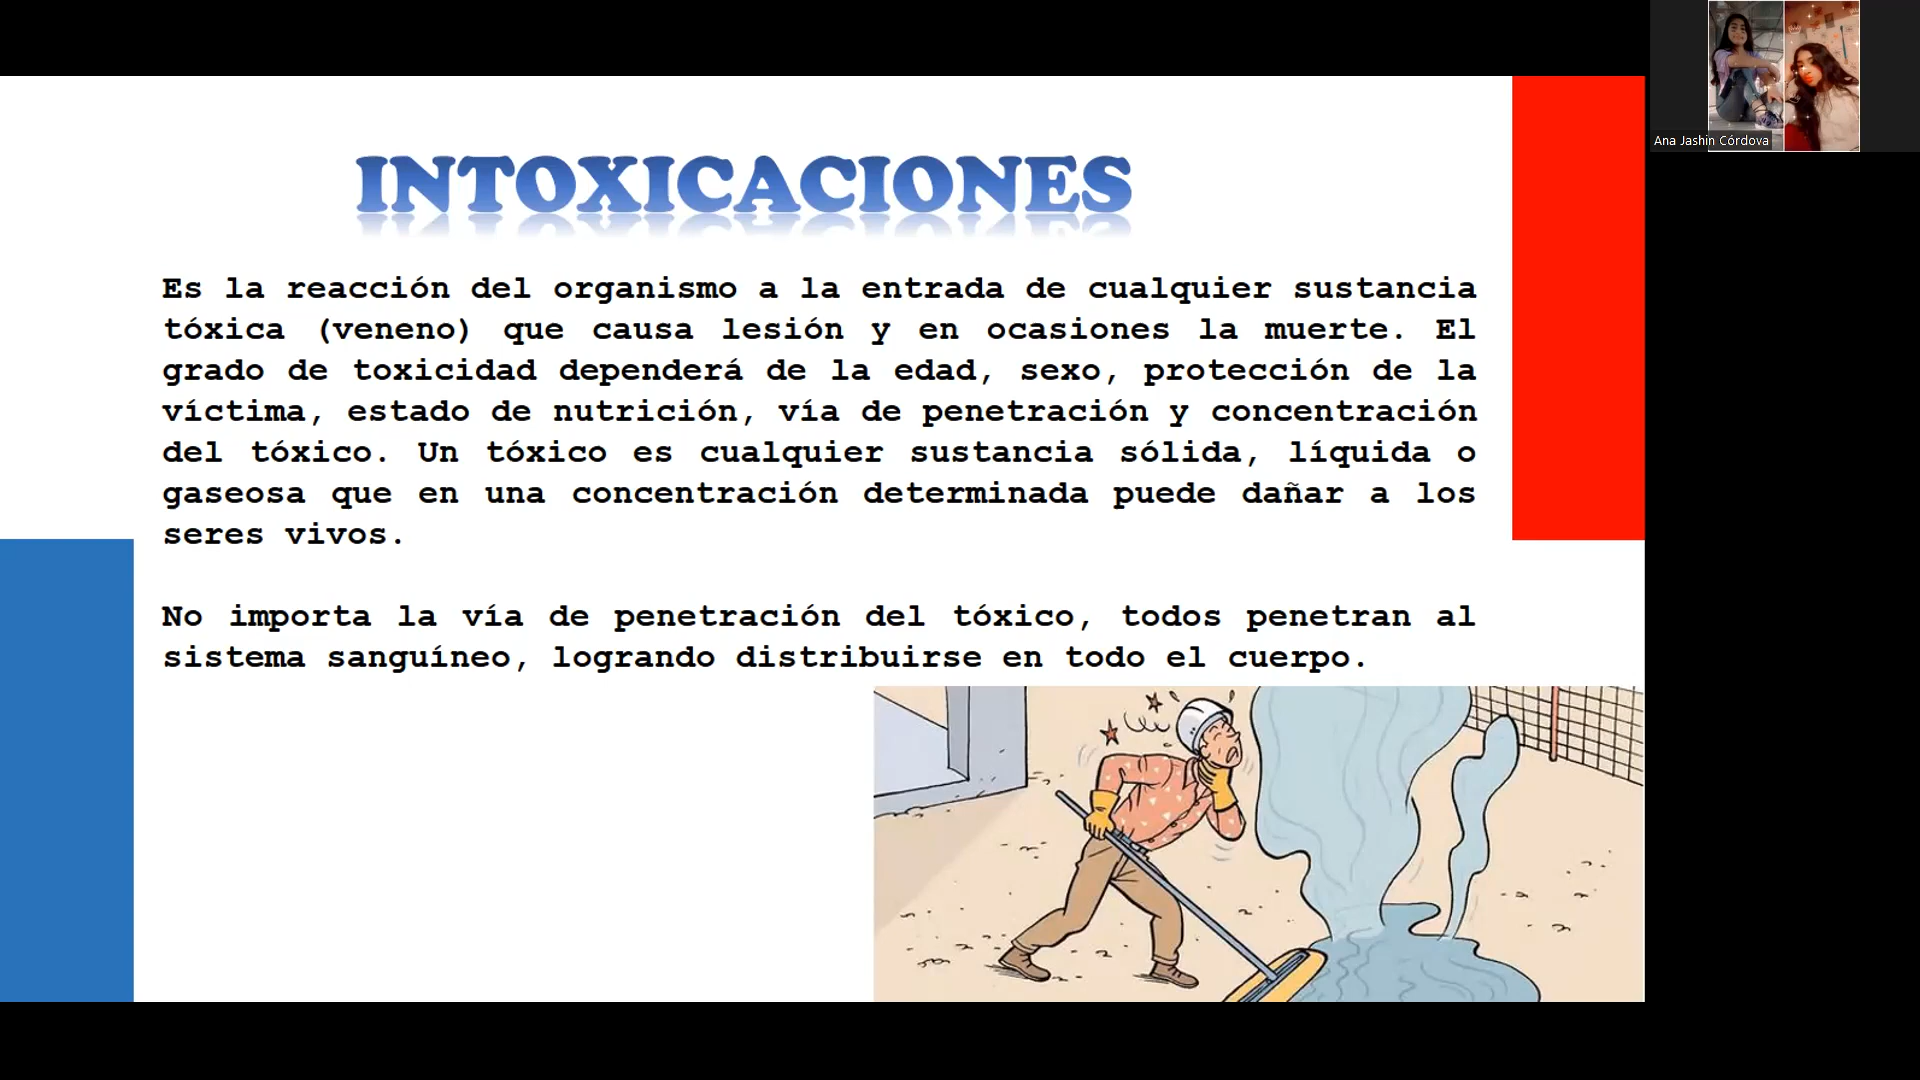 INTOXICACIONES
Es la reacción del organismo a la entrada de cualquier sustancia
tóxica (veneno) que causa lesión y en ocasiones la muerte. El
grado de toxicidad dependerá de la edad, sexo, protección de la
víctima, estado de nutrición, vía de penetración y concentración
del tóxico. Un tóxico es cualquier sustancia sólida, líquida o
gaseosa que en una concentración determinada puede dañar a los
seres vivos.
No importa la vía de penetración del tóxico, todos penetran al
sistema sanguíneo, logrando distribuirse en todo el cuerpo.
Ana Jashin Córdova